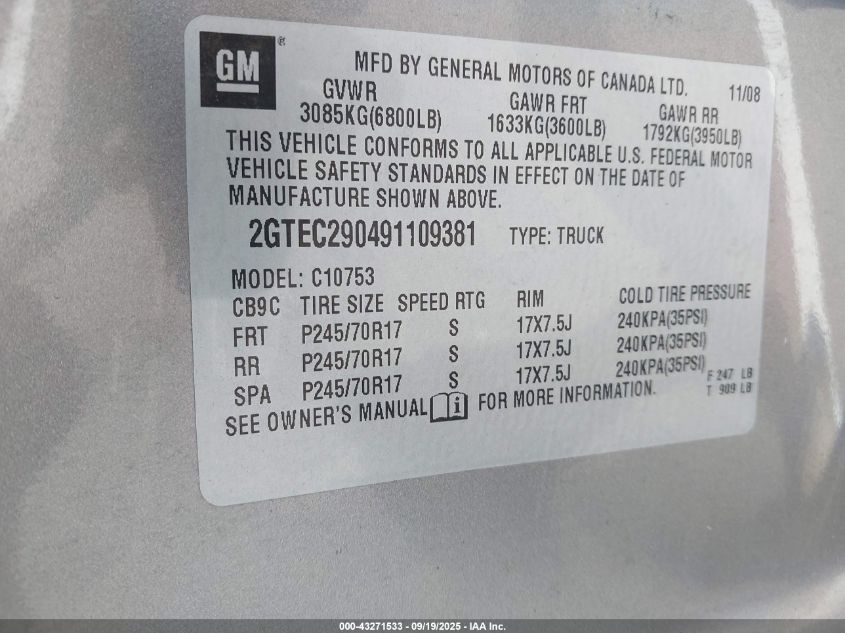 GM®
MFD BY GENERAL MOTORS OF CANADA LTD. 11/08
GVWR GAWR FRT GAWR RR
3085KG(6800LB) 1633KG(3600LB) 1792KG(3950LB)
THIS VEHICLE CONFORMS TO ALL APPLICABLE U.S. FEDERAL MOTOR
VEHICLE SAFETY STANDARDS IN EFFECT ON THE DATE OF
MANUFACTURE SHOWN ABOVE.
2GTEC290491109381 TYPE: TRUCK
MODEL: C10753
CB9C TIRE SIZE SPEED RTG RIM COLD TIRE PRESSURE
FRT P245/70R17 S 17X7.5J 240KPA(35PSI)
RR P245/70R17 S 17X7.5J 240KPA(35PSI)
SPA P245/70R17 S 17X7.5J 240KPA(35PSI)
F 247 LB
T 909 LB
SEE OWNER'S MANUAL i FOR MORE INFORMATION.
000-43271533 - 09/19/2025 - IAA Inc.